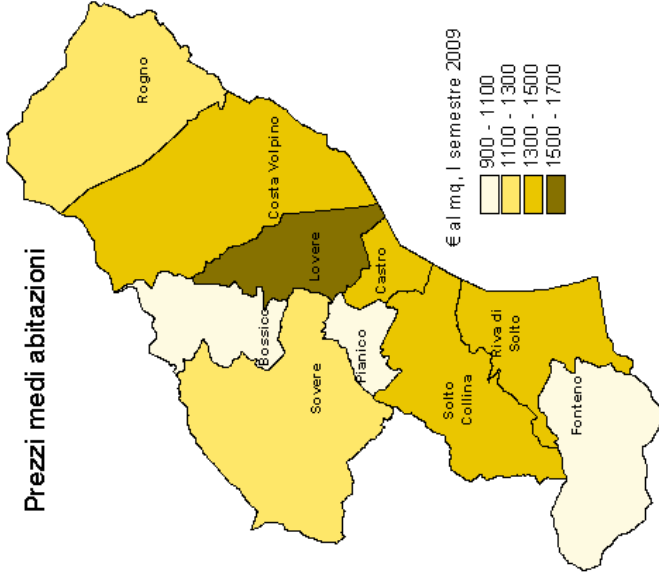 Prezzi medi abitazioni
Rogno
Costa Volpino
Lovere
Castro
Bossico
Sovere
Pianico
Solto
Collina
Riva di
Solto
Fonteno
€ al mq, I semestre 2009
900 - 1100
1100 - 1300
1300 - 1500
1500 - 1700